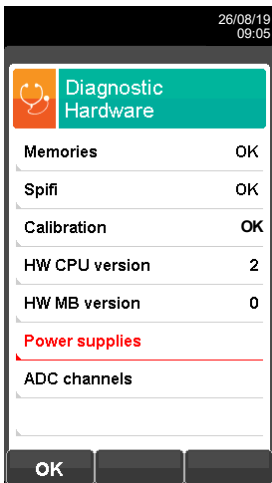 26/08/19
09:05
Diagnostic
Hardware
Memories OK
Spifi OK
Calibration OK
HW CPU version 2
HW MB version 0
Power supplies
ADC channels
OK